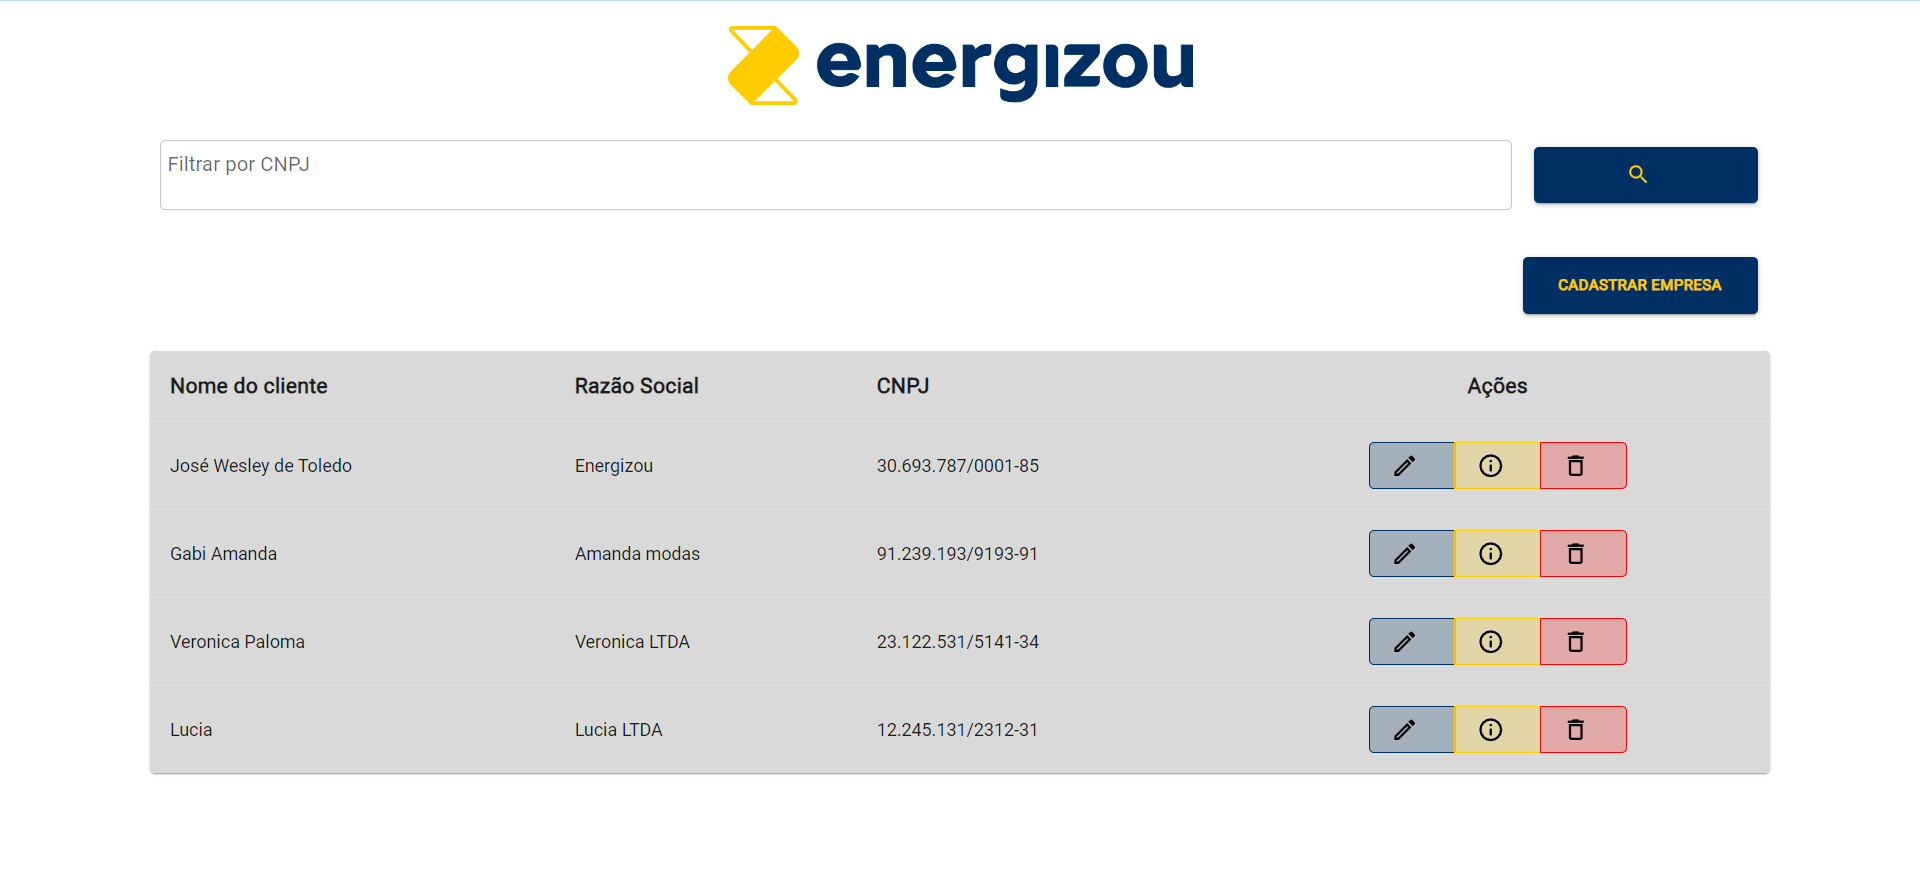 energizou
Filtrar por CNPJ
CADASTRAR EMPRESA
Nome do cliente Razão Social CNPJ Ações
José Wesley de Toledo Energizou 30.693.787/0001-85
Gabi Amanda Amanda modas 91.239.193/9193-91
Veronica Paloma Veronica LTDA 23.122.531/5141-34
Lucia Lucia LTDA 12.245.131/2312-31